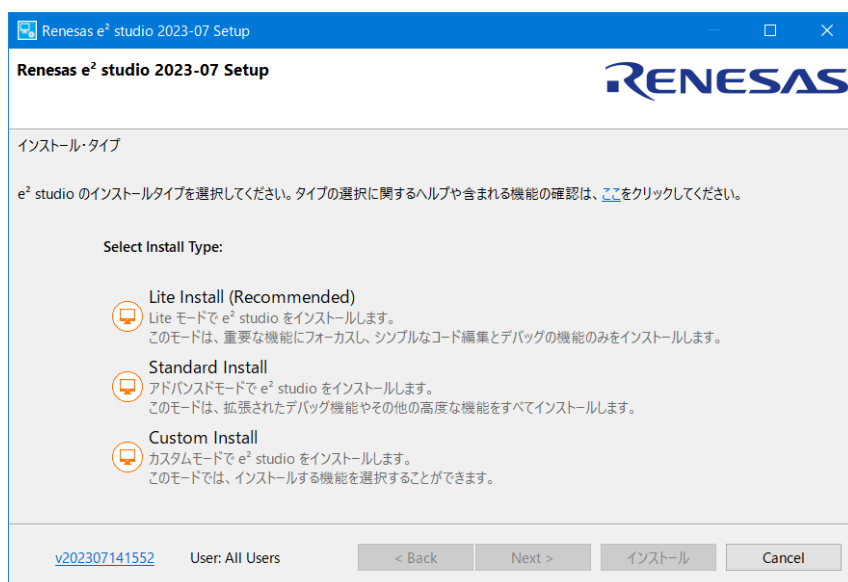 Renesas e² studio 2023-07 Setup
Renesas e² studio 2023-07 Setup
RENESAS
インストール・タイプ
e² studio のインストールタイプを選択してください。タイプの選択に関するヘルプや含まれる機能の確認は、ここをクリックしてください。
Select Install Type:
Lite Install (Recommended)
Lite モードで e² studio をインストールします。
このモードは、重要な機能にフォーカスし、シンプルなコード編集とデバッグの機能のみをインストールします。
Standard Install
アドバンスドモードで e² studio をインストールします。
このモードは、拡張されたデバッグ機能やその他の高度な機能をすべてインストールします。
Custom Install
カスタムモードで e² studio をインストールします。
このモードでは、インストールする機能を選択することができます。
v202307141552 User: All Users < Back Next > インストール Cancel